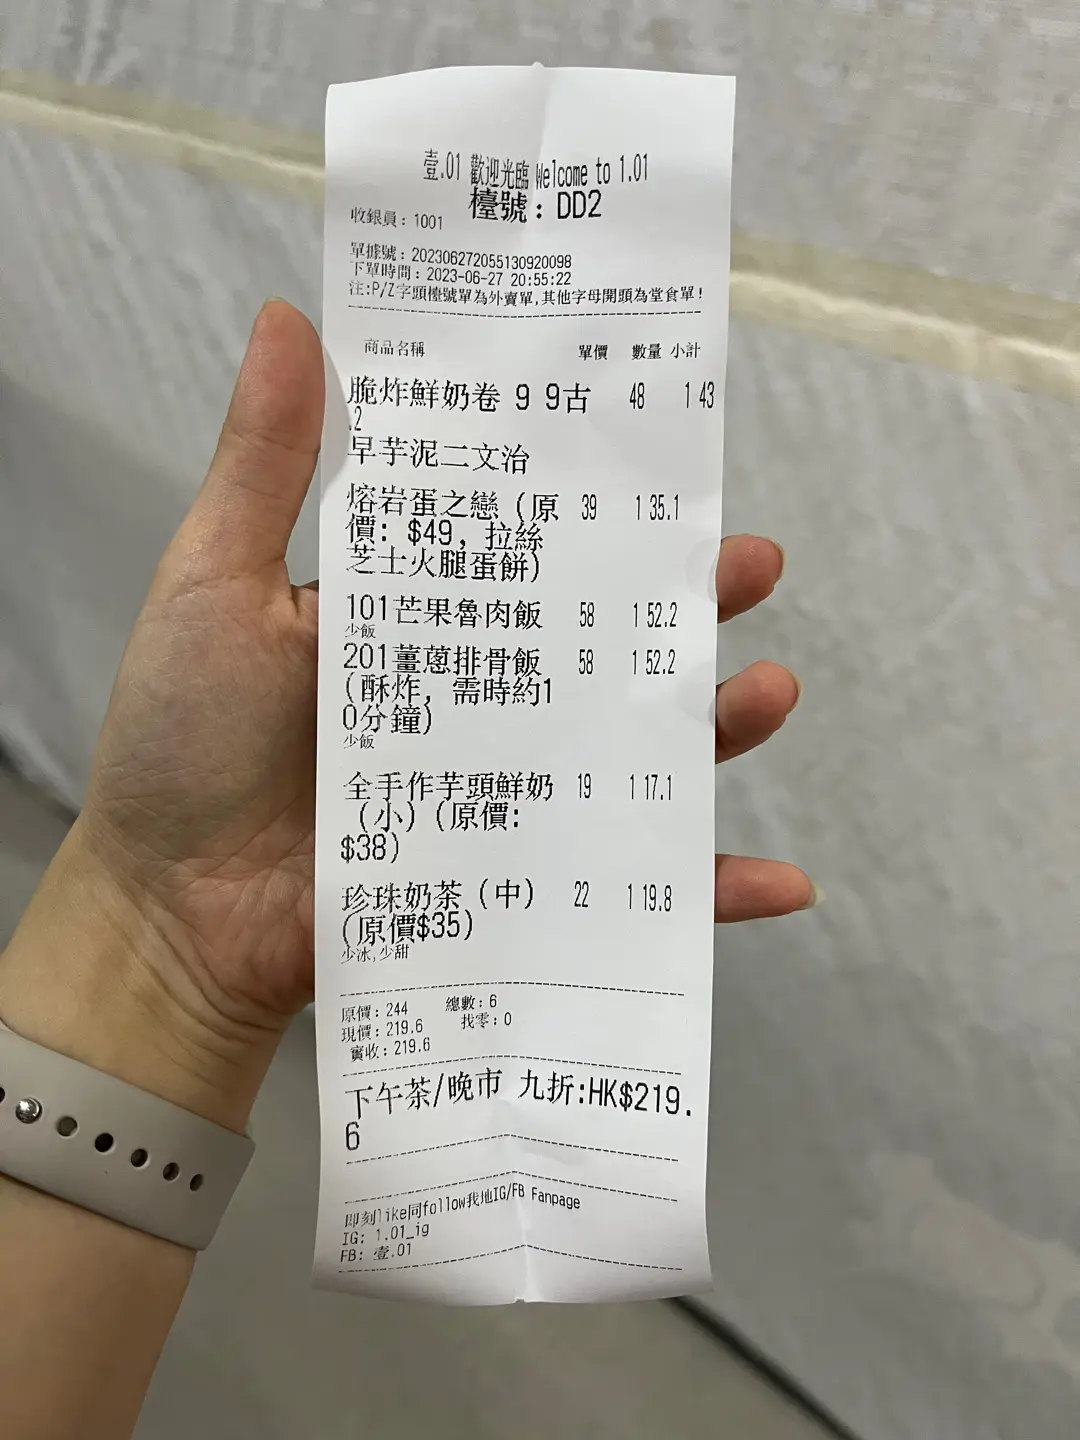 壹.01 歡迎光臨 Welcome to 1.01
檯號: DD2
收銀員: 1001
單據號: 202306272055130920098
下單時間: 2023-06-27 20:55:22
注:P/Z字頭檯號單為外賣單,其他字母開頭為堂食單!
商品名稱 單價 數量 小計
脆炸鮮奶卷 9 9古 48 1 43
.2
早芋泥二文治
熔岩蛋之戀 (原 39 1 35.1
價: $49, 拉絲
芝士火腿蛋餅)
101芒果魯肉飯 58 1 52.2
少飯
201薑蔥排骨飯 58 1 52.2
(酥炸, 需時約1
0分鐘)
少飯
全手作芋頭鮮奶 19 1 17.1
(小) (原價:
$38)
珍珠奶茶 (中) 22 1 19.8
(原價$35)
少冰,少甜
原價: 244 總數: 6
現價: 219.6 找零: 0
實收: 219.6
下午茶/晚市 九折:HK$219.
6
即刻like同follow我地IG/FB Fanpage
IG: 1.01_ig
FB: 壹.01